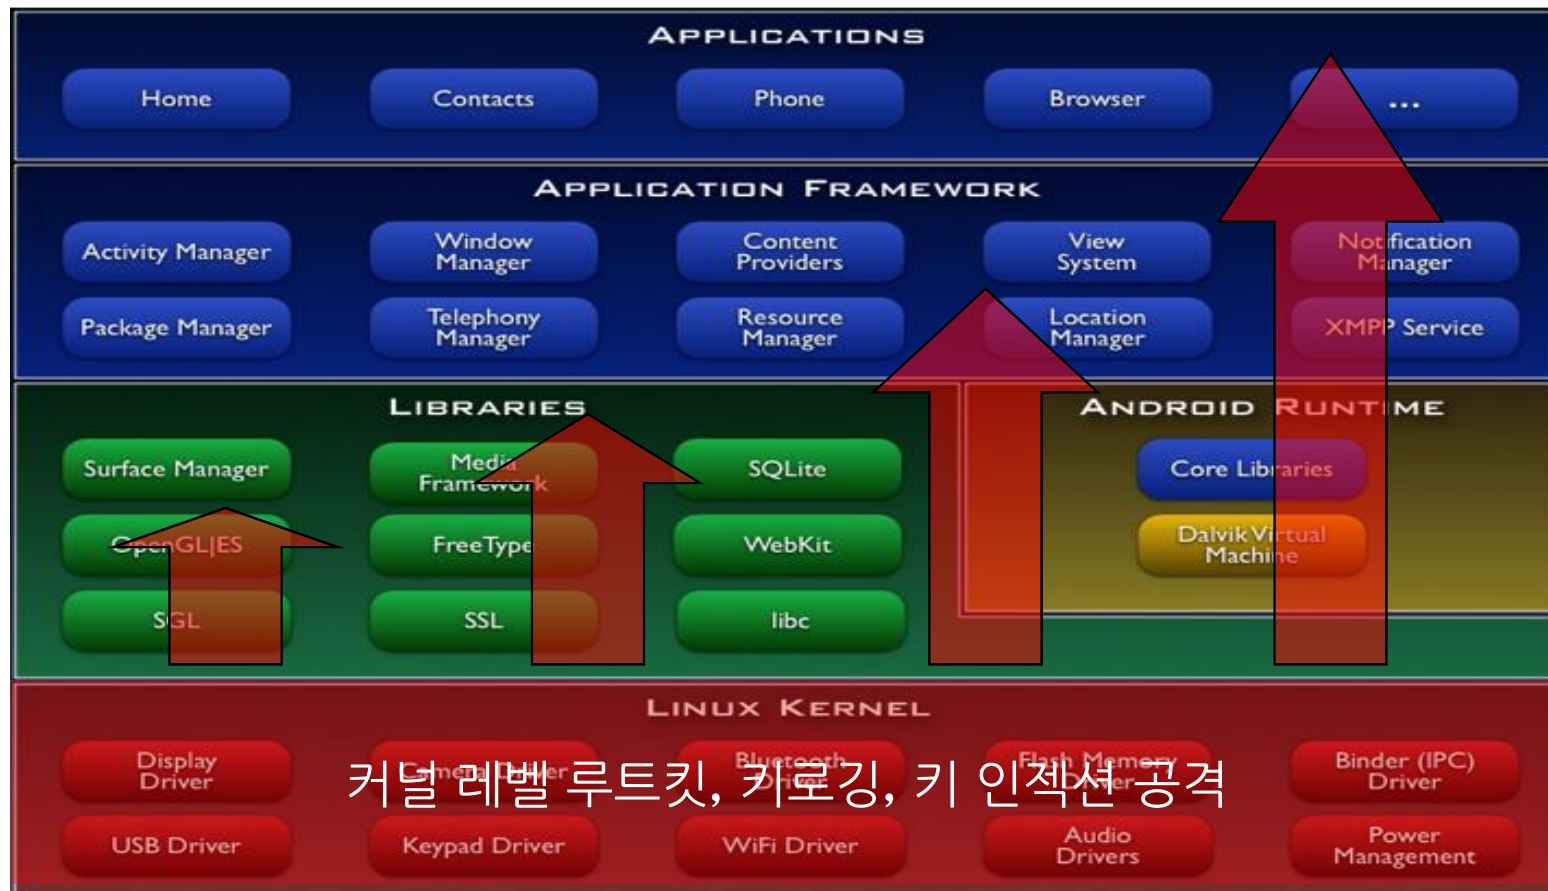 APPLICATIONS
Home
Contacts
Phone
Browser
...
APPLICATION FRAMEWORK
Activity Manager
Window
Manager
Content
Providers
View
System
Notification
Manager
Package Manager
Telephony
Manager
Resource
Manager
Location
Manager
XMPP Service
LIBRARIES
Surface Manager
Media
Framework
SQLite
OpenGL|ES
FreeType
WebKit
SGL
SSL
libc
ANDROID RUNTIME
Core Libraries
Dalvik Virtual
Machine
LINUX KERNEL
Display
Driver
Camera Driver
Bluetooth
Driver
Flash Memory
Driver
Binder (IPC)
Driver
커널 레벨 루트킷, 키로깅, 키 인젝션 공격
USB Driver
Keypad Driver
WiFi Driver
Audio
Drivers
Power
Management